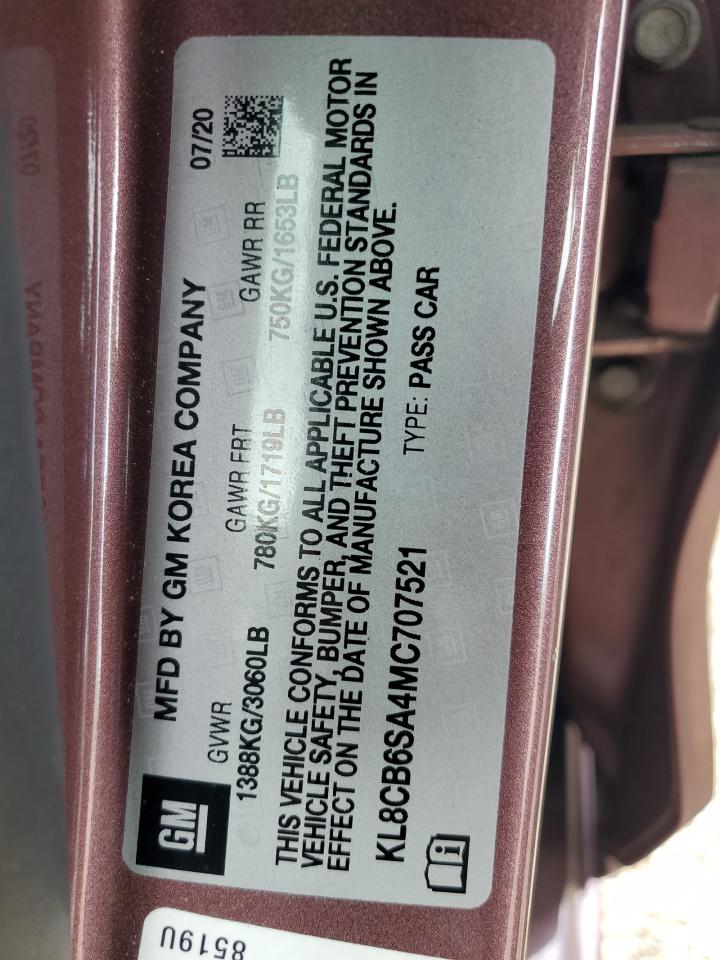 MFD BY GM KOREA COMPANY 07/20
GM
GVWR GAWR FRT GAWR RR
1388KG/3060LB 780KG/1719LB 750KG/1653LB
THIS VEHICLE CONFORMS TO ALL APPLICABLE U.S. FEDERAL MOTOR
VEHICLE SAFETY, BUMPER, AND THEFT PREVENTION STANDARDS IN
EFFECT ON THE DATE OF MANUFACTURE SHOWN ABOVE.
KL8CB6SA4MC707521 TYPE: PASS CAR
8519U